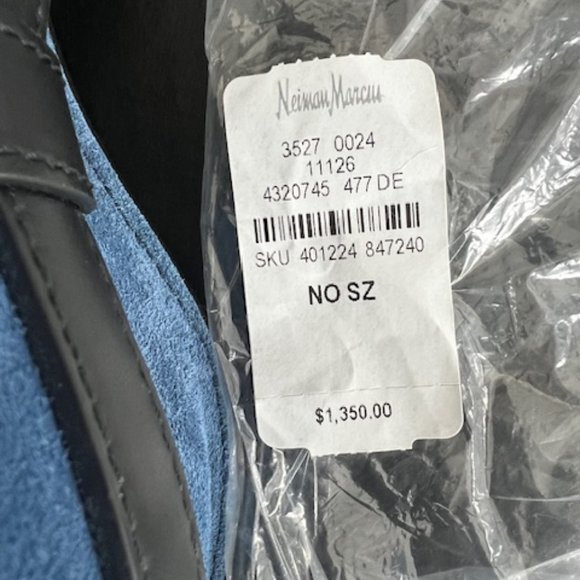 Neiman Marcus
3527 0024
11126
4320745 477 DE
SKU 401224 847240
NO SZ
$1,350.00